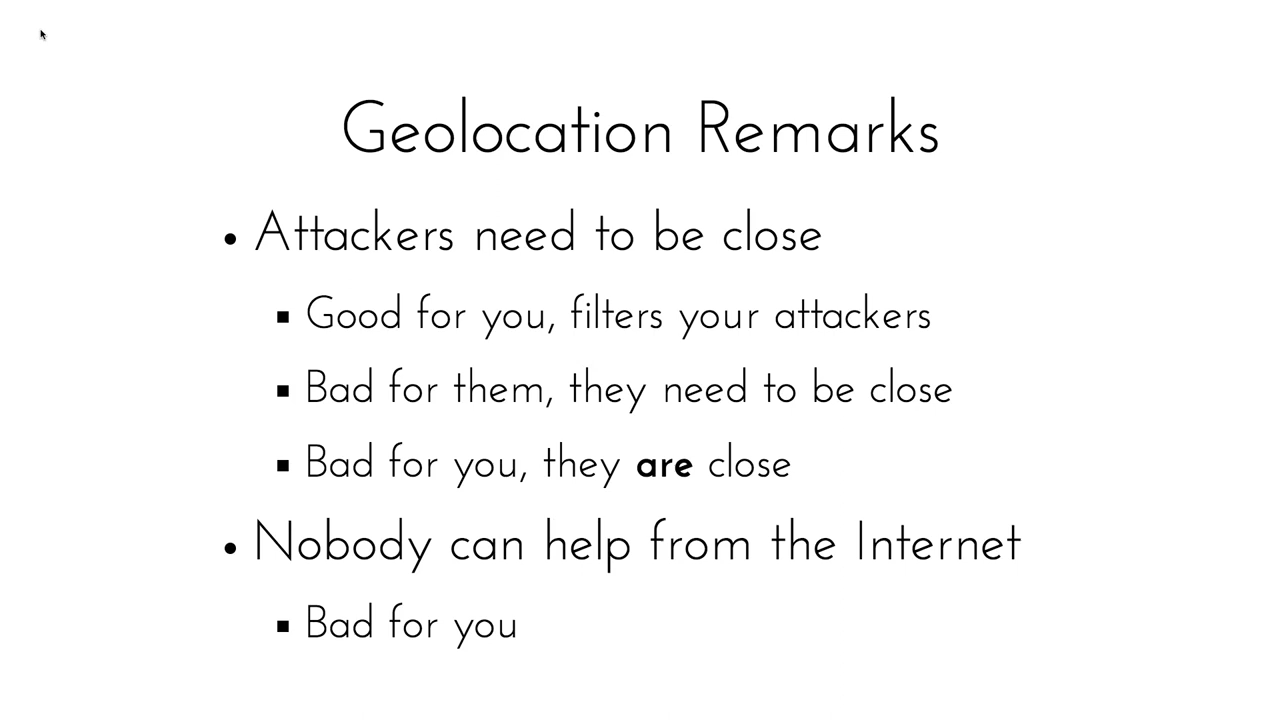 Geolocation Remarks
• Attackers need to be close
▪ Good for you, filters your attackers
▪ Bad for them, they need to be close
▪ Bad for you, they are close
• Nobody can help from the Internet
▪ Bad for you